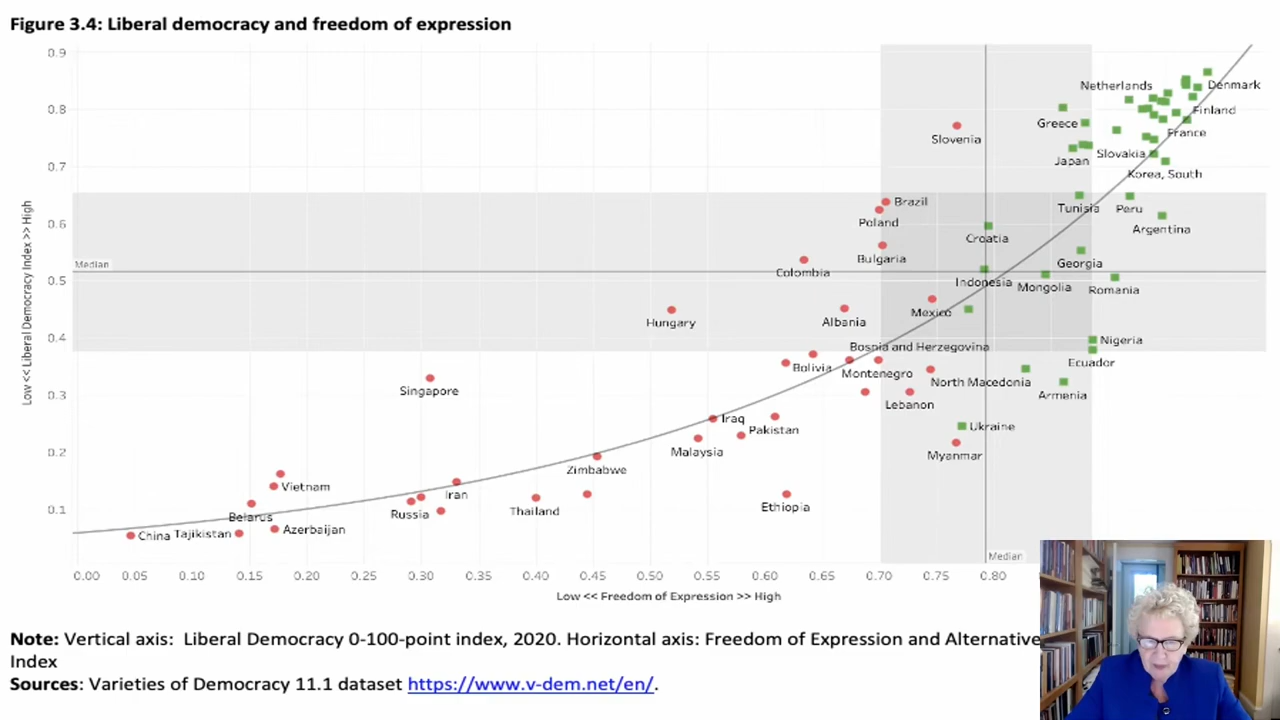 Figure 3.4: Liberal democracy and freedom of expression
Low << Liberal Democracy Index >> High
0.9
0.8
0.7
0.6
0.5
0.4
0.3
0.2
0.1
Median
Netherlands
Denmark
Finland
Greece
France
Slovenia
Japan
Slovakia
Korea, South
Brazil
Poland
Tunisia
Peru
Argentina
Croatia
Bulgaria
Georgia
Colombia
Indonesia
Mongolia
Romania
Hungary
Albania
Mexico
Nigeria
Bosnia and Herzegovina
Ecuador
Bolivia
Montenegro
North Macedonia
Singapore
Armenia
Lebanon
Iraq
Pakistan
Ukraine
Malaysia
Myanmar
Zimbabwe
Vietnam
Iran
Ethiopia
Thailand
Russia
Belarus
Azerbaijan
China
Tajikistan
Median
0.00 0.05 0.10 0.15 0.20 0.25 0.30 0.35 0.40 0.45 0.50 0.55 0.60 0.65 0.70 0.75 0.80
Low << Freedom of Expression >> High
Note: Vertical axis: Liberal Democracy 0-100-point index, 2020. Horizontal axis: Freedom of Expression and Alternative
Index
Sources: Varieties of Democracy 11.1 dataset https://www.v-dem.net/en/.